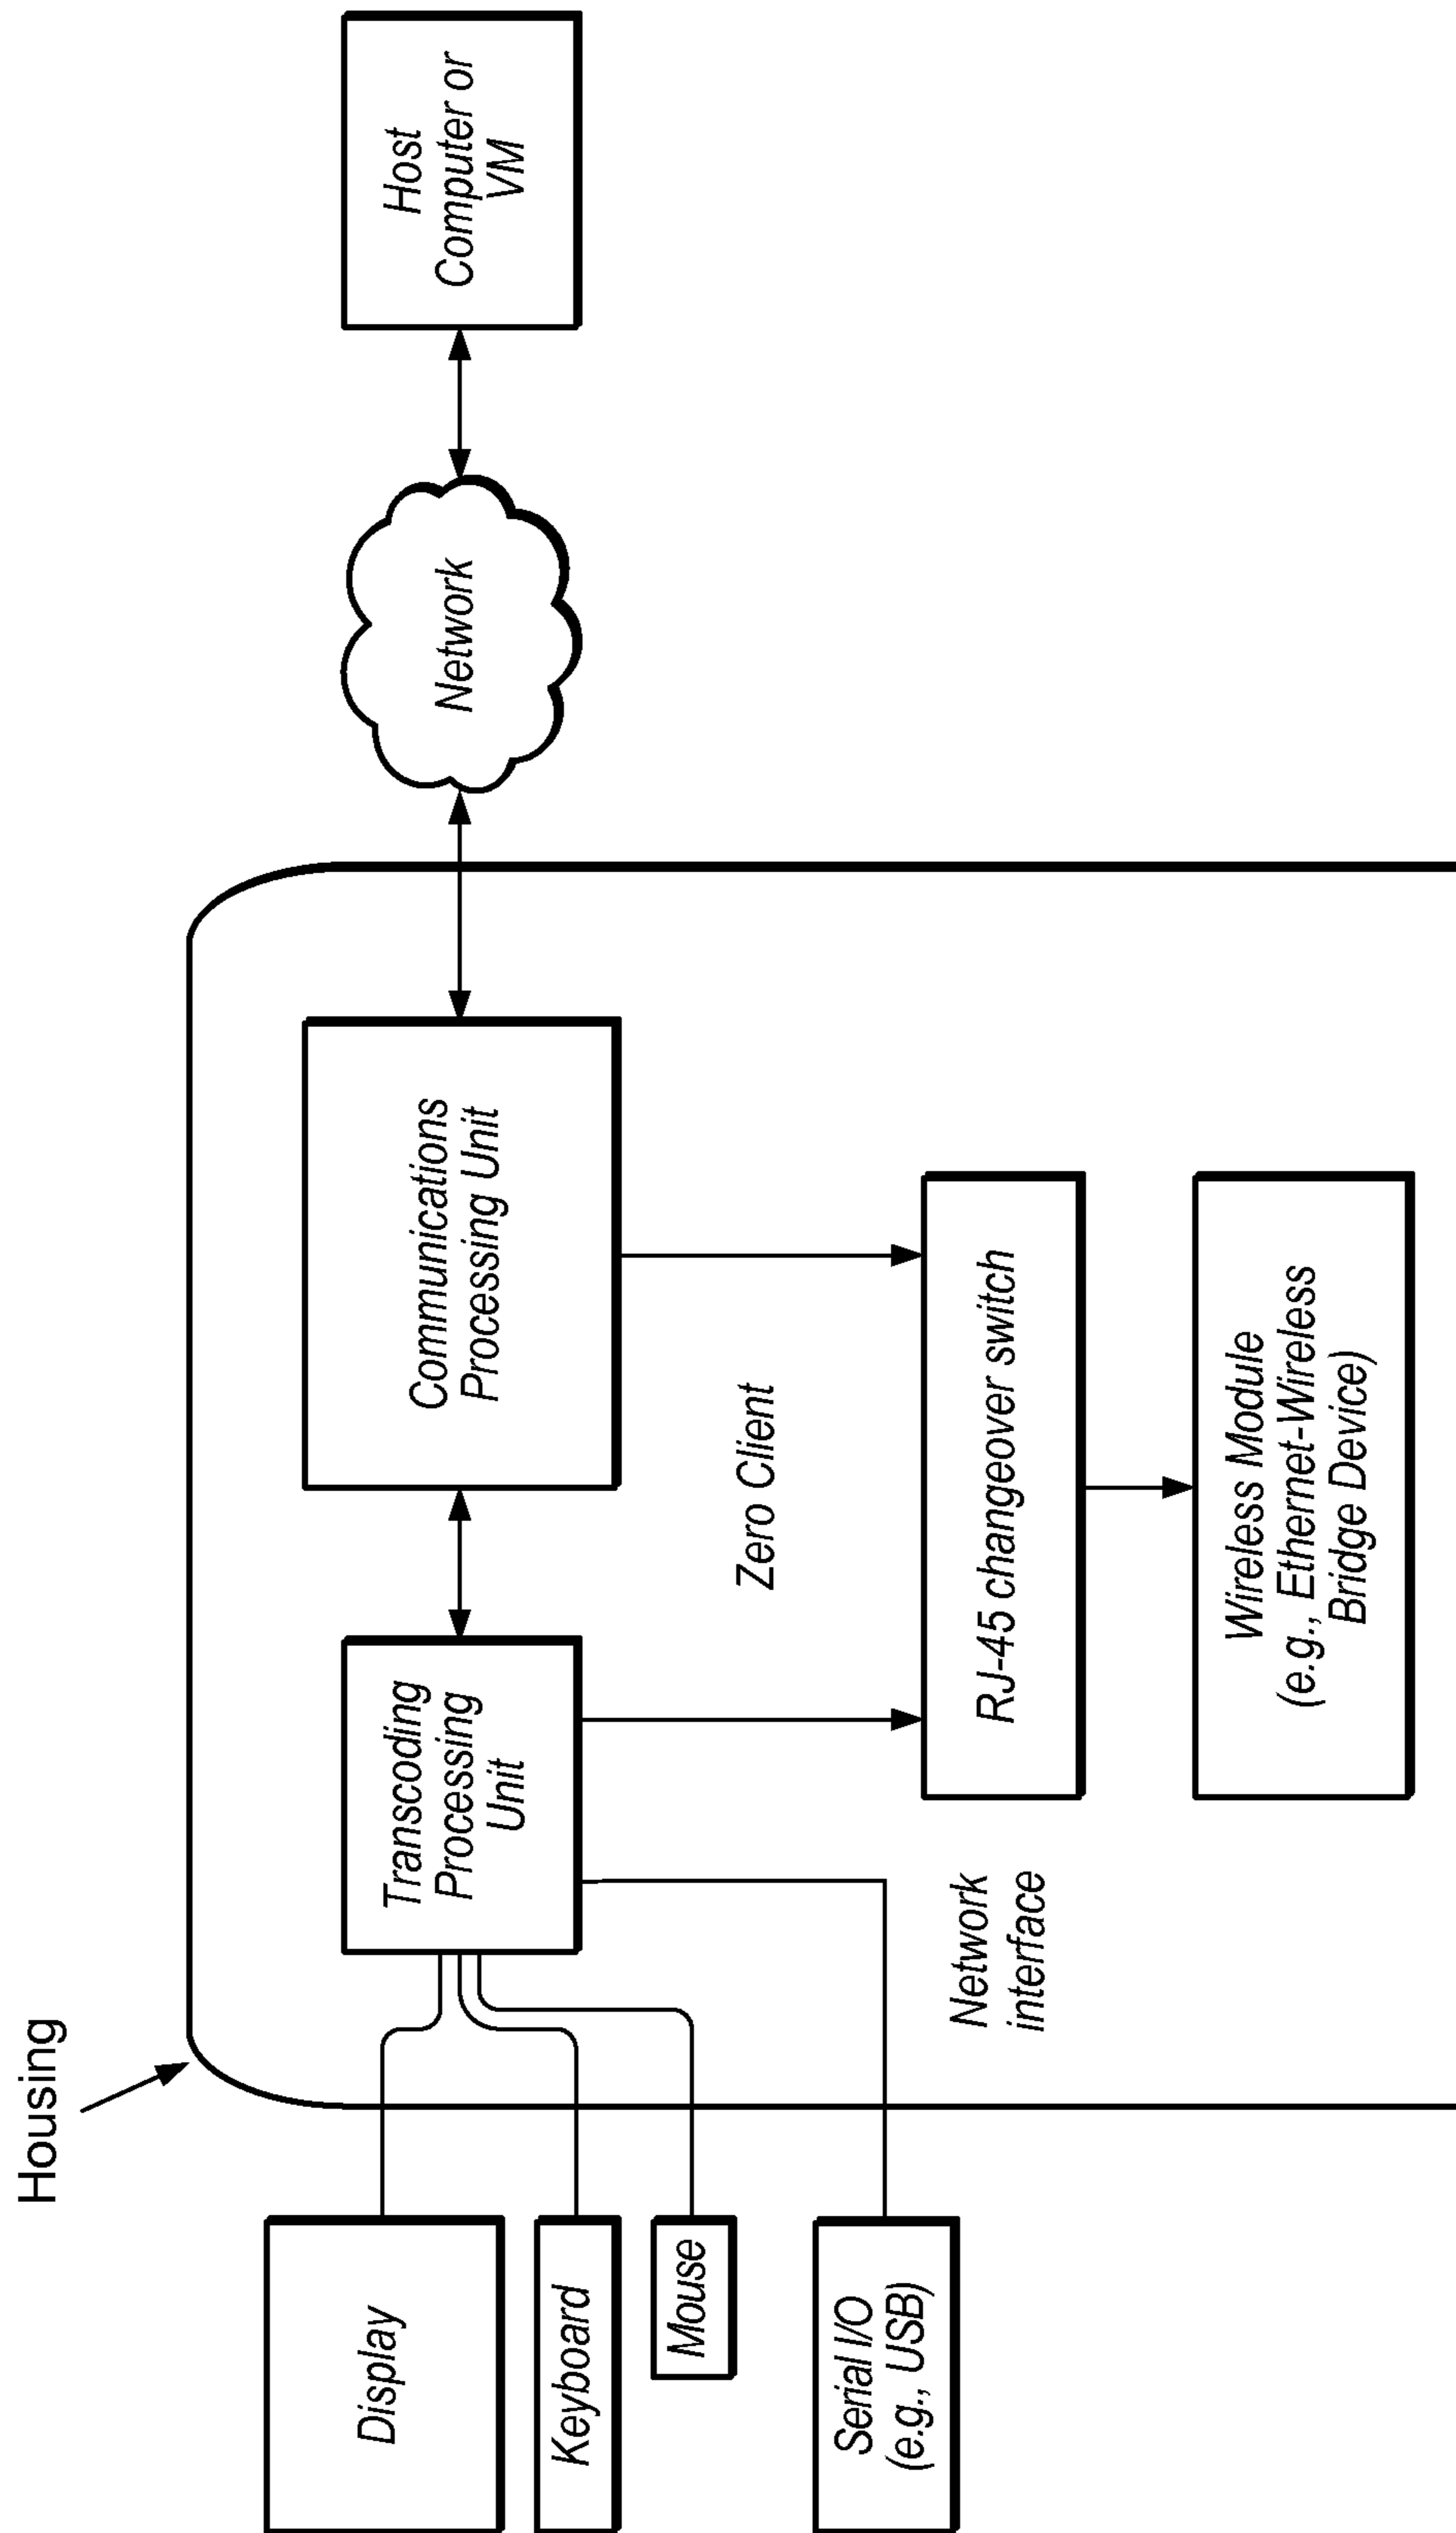 Housing
Display
Keyboard
Mouse
Serial I/O
(e.g., USB)
Transcoding
Processing
Unit
Communications
Processing Unit
Network
Host
Computer or
VM
Zero Client
Network
interface
RJ-45 changeover switch
Wireless Module
(e.g., Ethernet-Wireless
Bridge Device)